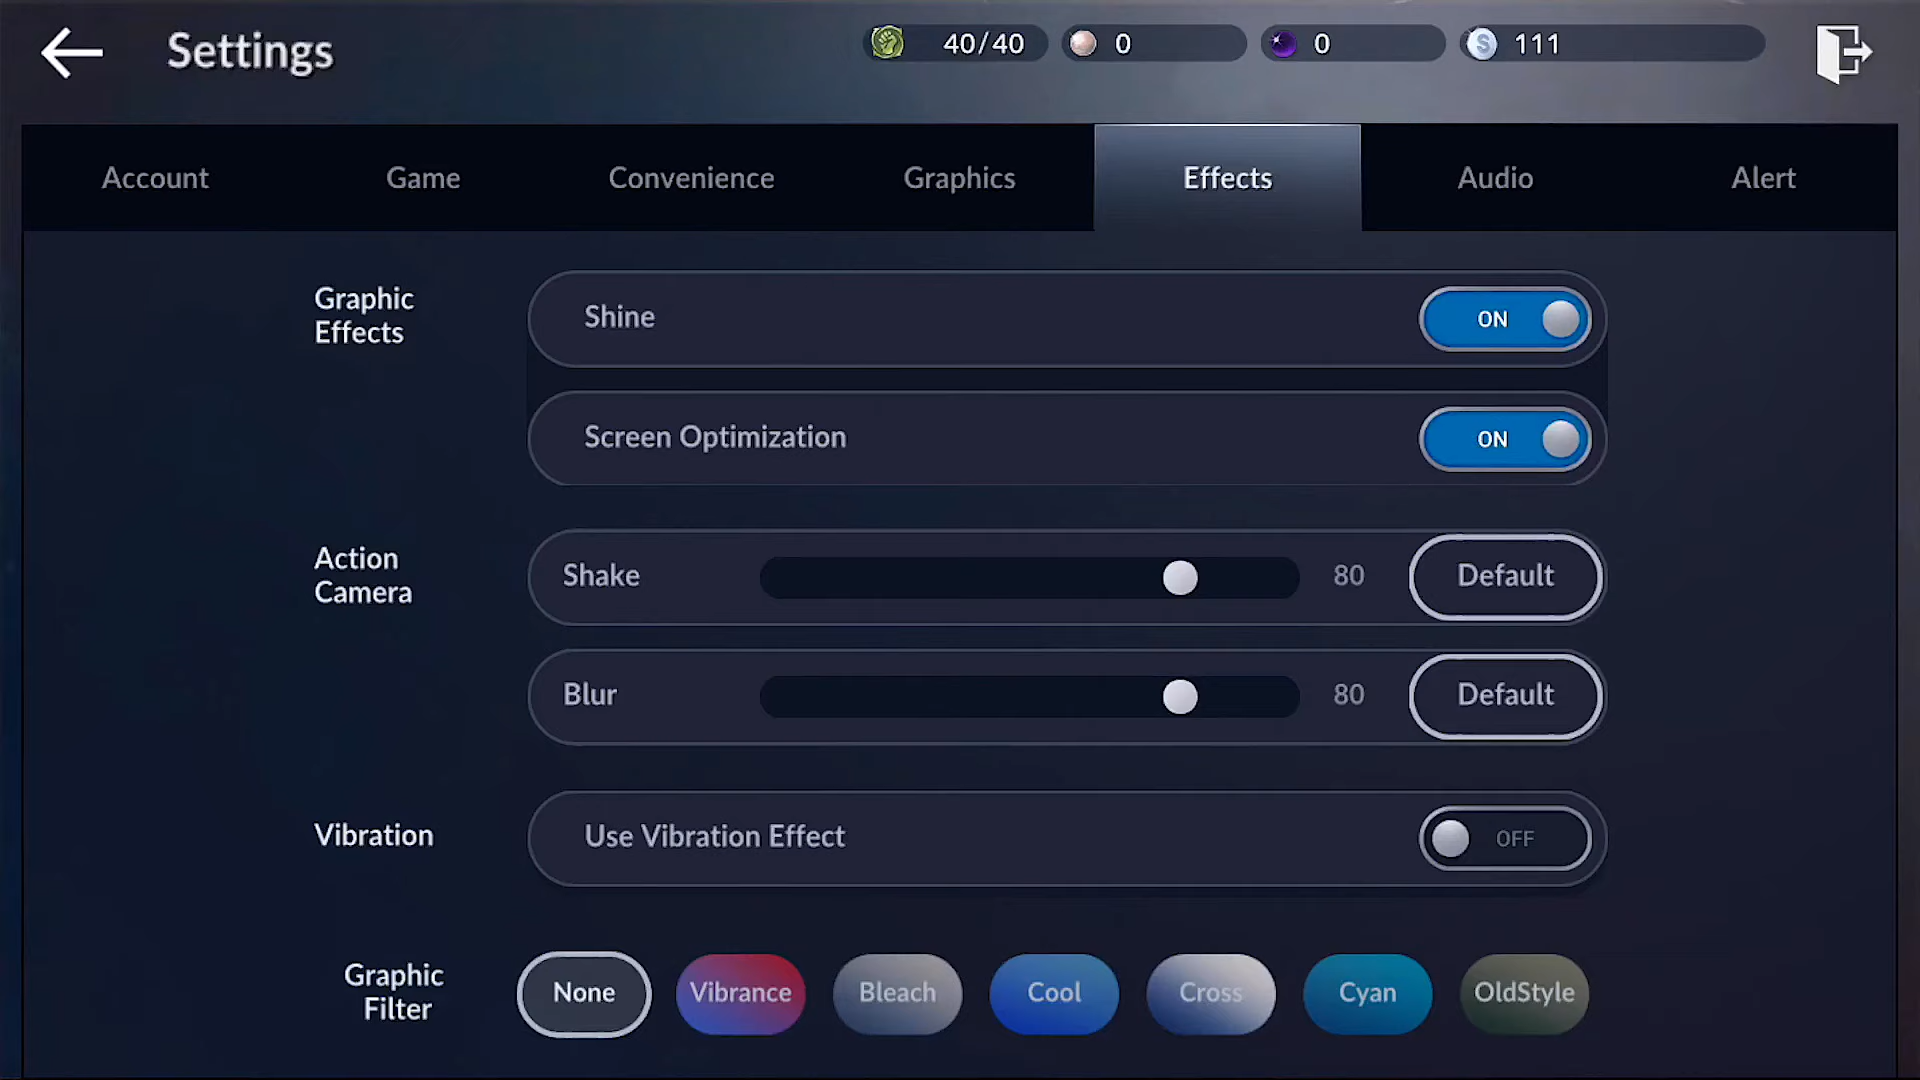 Settings
40/40
0
0
S
111
Account
Game
Convenience
Graphics
Effects
Audio
Alert
Graphic
Effects
Shine
ON
Screen Optimization
ON
Action
Camera
Shake
80
Default
Blur
80
Default
Vibration
Use Vibration Effect
OFF
Graphic
Filter
None
Vibrance
Bleach
Cool
Cross
Cyan
OldStyle